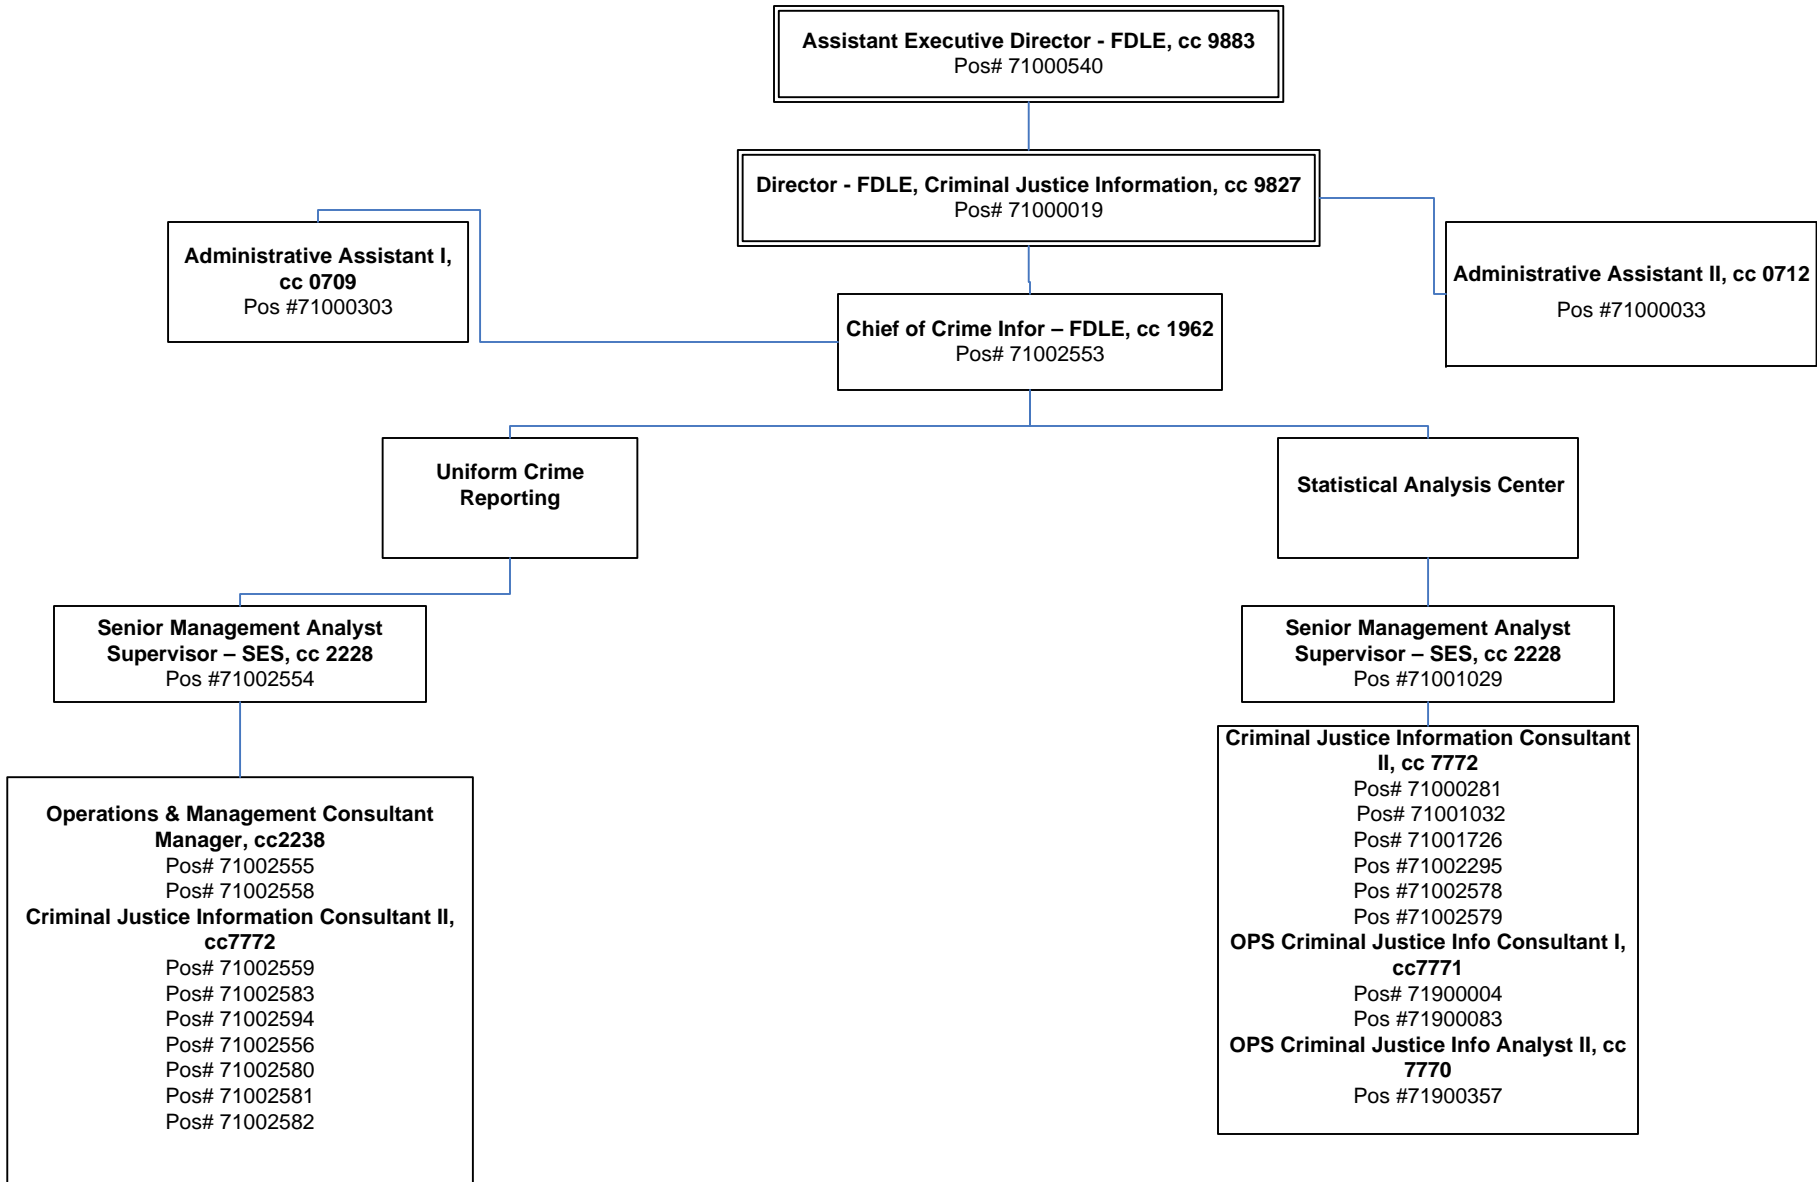 Assistant Executive Director - FDLE, cc 9883
Pos# 71000540
Director - FDLE, Criminal Justice Information, cc 9827
Pos# 71000019
Administrative Assistant I,
cc 0709
Pos #71000303
Administrative Assistant II, cc 0712
Pos #71000033
Chief of Crime Infor – FDLE, cc 1962
Pos# 71002553
Uniform Crime
Reporting
Statistical Analysis Center
Senior Management Analyst
Supervisor – SES, cc 2228
Pos #71002554
Senior Management Analyst
Supervisor – SES, cc 2228
Pos #71001029
Operations & Management Consultant
Manager, cc2238
Pos# 71002555
Pos# 71002558
Criminal Justice Information Consultant II,
cc7772
Pos# 71002559
Pos# 71002583
Pos# 71002594
Pos# 71002556
Pos# 71002580
Pos# 71002581
Pos# 71002582
Criminal Justice Information Consultant
II, cc 7772
Pos# 71000281
Pos# 71001032
Pos# 71001726
Pos #71002295
Pos #71002578
Pos #71002579
OPS Criminal Justice Info Consultant I,
cc7771
Pos# 71900004
Pos #71900083
OPS Criminal Justice Info Analyst II, cc
7770
Pos #71900357